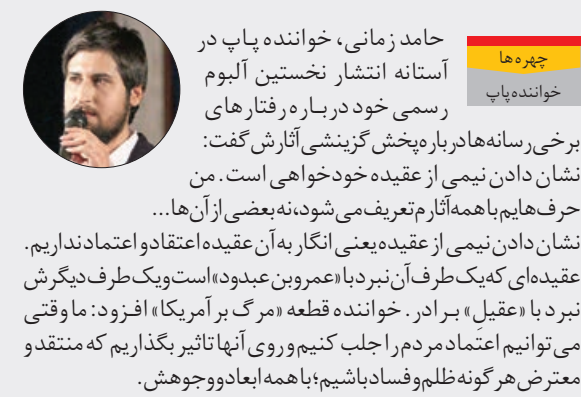 چهره‌ها
خواننده پاپ
حامد زمانی، خواننده پاپ در
آستانه انتشار نخستین آلبوم
رسمی خود درباره رفتارهای
برخی رسانه‌ها درباره پخش گزینشی آثارش گفت:
نشان دادن نیمی از عقیده خودخواهی است. من
حرف‌هایم با همه آثارم تعریف می‌شود، نه بعضی از آن‌ها...
نشان دادن نیمی از عقیده یعنی انگار به آن عقیده اعتقاد و اعتماد نداریم.
عقیده‌ای که یک طرف آن نبرد با «عمرو بن عبدود» است و یک طرف دیگرش
نبرد با «عقیلِ» برادر. خواننده قطعه «مرگ بر آمریکا» افزود: ما وقتی
می‌توانیم اعتماد مردم را جلب کنیم و روی آنها تاثیر بگذاریم که منتقد و
معترض هر گونه ظلم و فساد باشیم؛ با همه ابعاد و وجوهش.